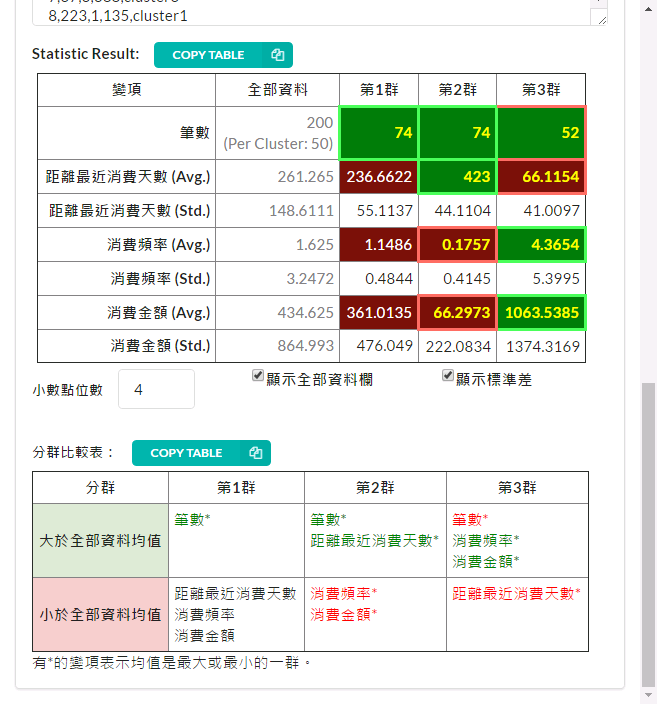 8,223,1,135,cluster1
Statistic Result: COPY TABLE
變項 全部資料 第1群 第2群 第3群
筆數 200 (Per Cluster: 50) 74 74 52
距離最近消費天數 (Avg.) 261.265 236.6622 423 66.1154
距離最近消費天數 (Std.) 148.6111 55.1137 44.1104 41.0097
消費頻率 (Avg.) 1.625 1.1486 0.1757 4.3654
消費頻率 (Std.) 3.2472 0.4844 0.4145 5.3995
消費金額 (Avg.) 434.625 361.0135 66.2973 1063.5385
消費金額 (Std.) 864.993 476.049 222.0834 1374.3169
小數點位數 4 顯示全部資料欄 顯示標準差
分群比較表： COPY TABLE
分群 第1群 第2群 第3群
大於全部資料均值
筆數*
筆數*
距離最近消費天數*
筆數*
消費頻率*
消費金額*
小於全部資料均值
距離最近消費天數
消費頻率
消費金額
消費頻率*
消費金額*
距離最近消費天數*
有*的變項表示均值是最大或最小的一群。